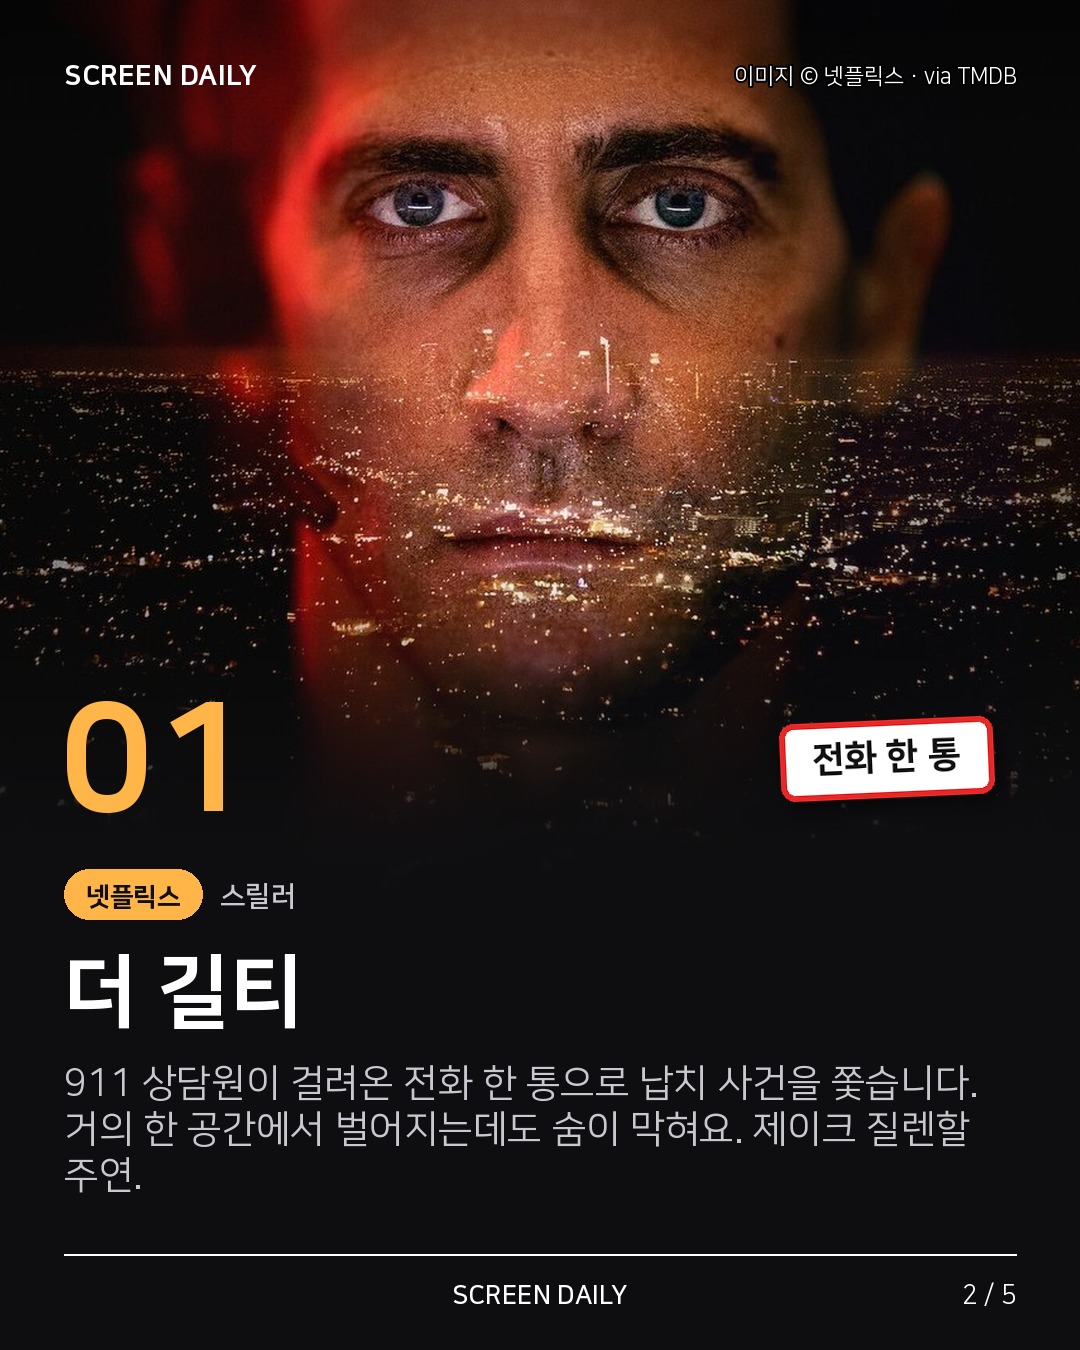 SCREEN DAILY
이미지 © 넷플릭스 · via TMDB
01
전화 한 통
넷플릭스 스릴러
더 길티
911 상담원이 걸려온 전화 한 통으로 납치 사건을 쫓습니다.
거의 한 공간에서 벌어지는데도 숨이 막혀요. 제이크 질렌할
주연.
SCREEN DAILY
2 / 5